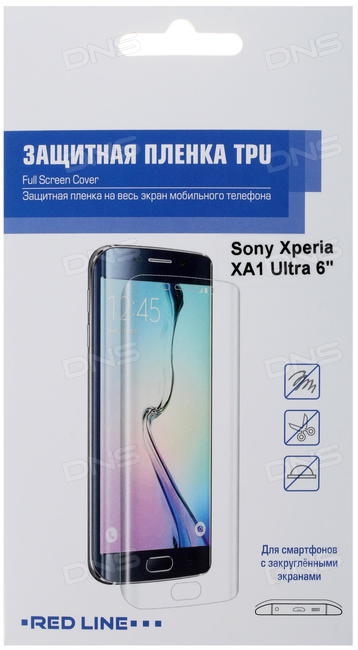 ЗАЩИТНАЯ ПЛЕНКА TPU
Full Screen Cover
Защитная пленка на весь экран мобильного телефона
Sony Xperia
XA1 Ultra 6"
12:45
Для смартфонов
с закруглёнными
экранами
RED LINE
DNS